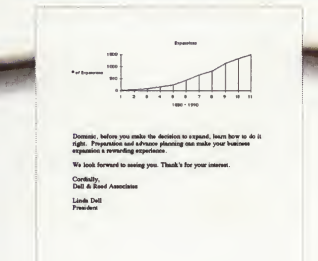 Expansions
1500
1000
# of Expansions
500
0
1 2 3 4 5 6 7 8 9 10 11
1980 - 1990
Dominic, before you make the decision to expand, learn how to do it
right. Preparation and advance planning can make your business
expansion a rewarding experience.
We look forward to seeing you. Thank's for your interest.
Cordially,
Dell & Reed Associates
Linda Dell
President